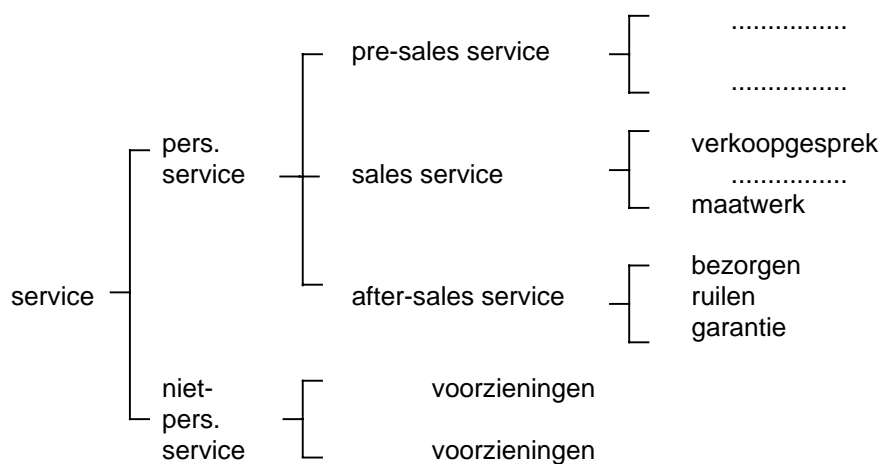 ................
pre-sales service
................
pers.
service
verkoopgesprek
sales service
................
maatwerk
bezorgen
service
after-sales service
ruilen
garantie
niet-
pers.
service
voorzieningen
voorzieningen